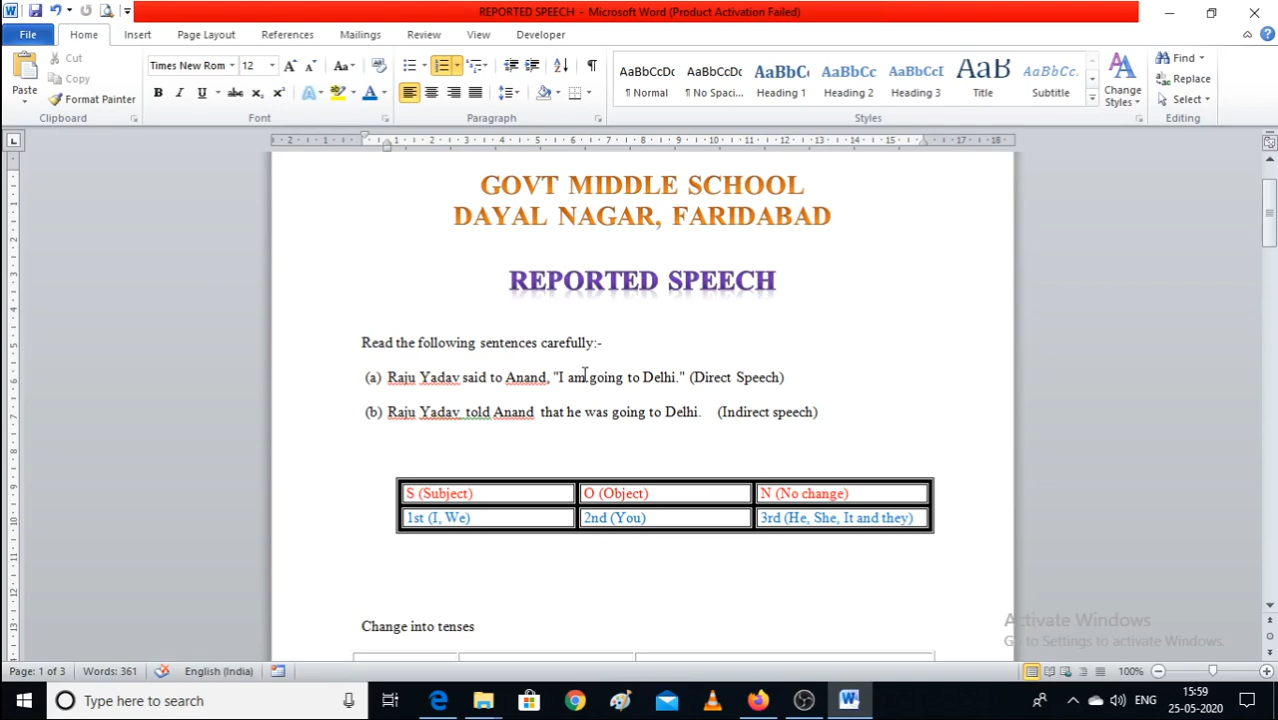 REPORTED SPEECH - Microsoft Word (Product Activation Failed)
File Home Insert Page Layout References Mailings Review View Developer
Paste
Cut
Copy
Format Painter
Clipboard
Times New Rom 12
Font
Paragraph
AaBbCcDc AaBbCcDc AaBbC AaBbCc AaBbCcI AaB AaBbCc.
¶ Normal ¶ No Spaci... Heading 1 Heading 2 Heading 3 Title Subtitle
Change Styles
Styles
Find
Replace
Select
Editing
GOVT MIDDLE SCHOOL
DAYAL NAGAR, FARIDABAD
REPORTED SPEECH
Read the following sentences carefully:-
(a) Raju Yadav said to Anand, "I am going to Delhi." (Direct Speech)
(b) Raju Yadav told Anand that he was going to Delhi. (Indirect speech)
S (Subject) O (Object) N (No change)
1st (I, We) 2nd (You) 3rd (He, She, It and they)
Change into tenses
Activate Windows
Go to Settings to activate Windows.
Page: 1 of 3 Words: 361 English (India) 100%
Type here to search
ENG
15:59
25-05-2020